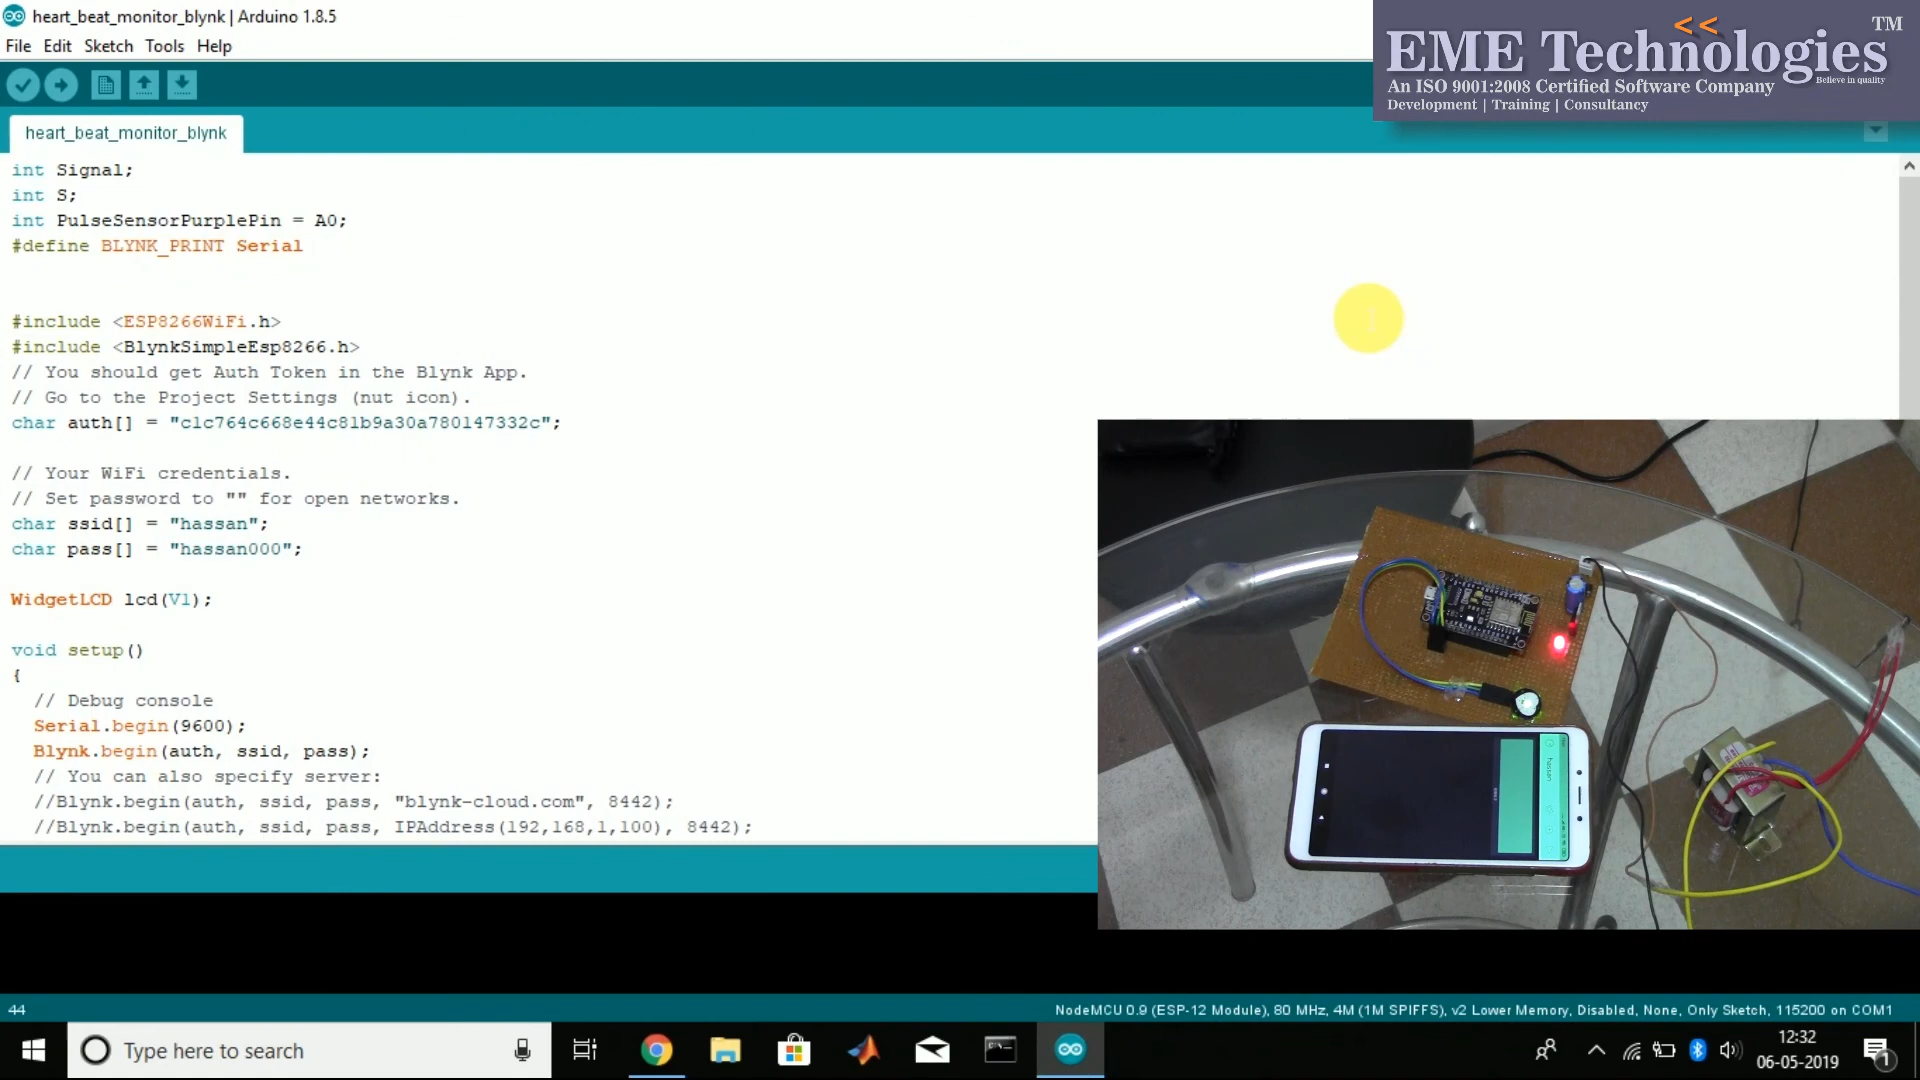 heart_beat_monitor_blynk | Arduino 1.8.5
File Edit Sketch Tools Help
<<
TM
EME Technologies
Believe in quality
An ISO 9001:2008 Certified Software Company
Development | Training | Consultancy
heart_beat_monitor_blynk
int Signal;
int S;
int PulseSensorPurplePin = A0;
#define BLYNK_PRINT Serial
#include <ESP8266WiFi.h>
#include <BlynkSimpleEsp8266.h>
// You should get Auth Token in the Blynk App.
// Go to the Project Settings (nut icon).
char auth[] = "c1c764c668e44c81b9a30a780147332c";
// Your WiFi credentials.
// Set password to "" for open networks.
char ssid[] = "hassan";
char pass[] = "hassan000";
WidgetLCD lcd(V1);
void setup()
{
// Debug console
Serial.begin(9600);
Blynk.begin(auth, ssid, pass);
// You can also specify server:
//Blynk.begin(auth, ssid, pass, "blynk-cloud.com", 8442);
//Blynk.begin(auth, ssid, pass, IPAddress(192,168,1,100), 8442);
hassan
44
NodeMCU 0.9 (ESP-12 Module), 80 MHz, 4M (1M SPIFFS), v2 Lower Memory, Disabled, None, Only Sketch, 115200 on COM1
Type here to search
12:32
06-05-2019
1